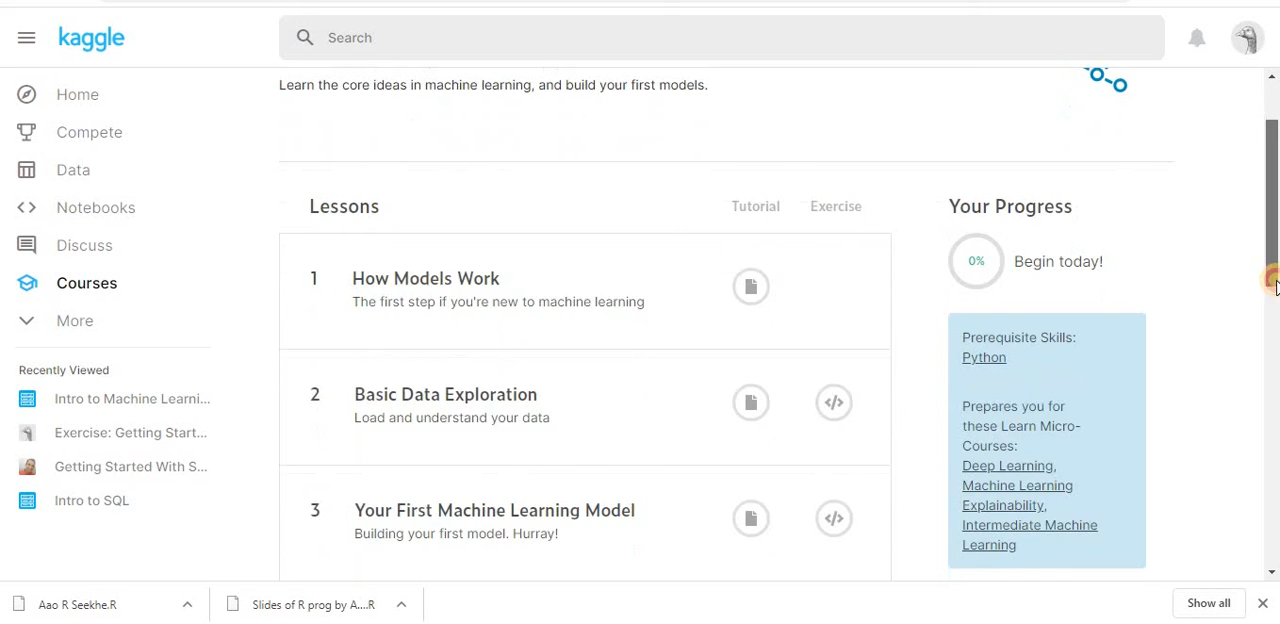 kaggle
Search
Home
Compete
Data
Notebooks
Discuss
Courses
More
Recently Viewed
Intro to Machine Learni...
Exercise: Getting Start...
Getting Started With S...
Intro to SQL
Learn the core ideas in machine learning, and build your first models.
Lessons
Tutorial
Exercise
1
How Models Work
The first step if you're new to machine learning
2
Basic Data Exploration
Load and understand your data
3
Your First Machine Learning Model
Building your first model. Hurray!
Your Progress
0%
Begin today!
Prerequisite Skills:
Python
Prepares you for
these Learn Micro-
Courses:
Deep Learning,
Machine Learning
Explainability,
Intermediate Machine
Learning
Aao R Seekhe.R
Slides of R prog by A....R
Show all